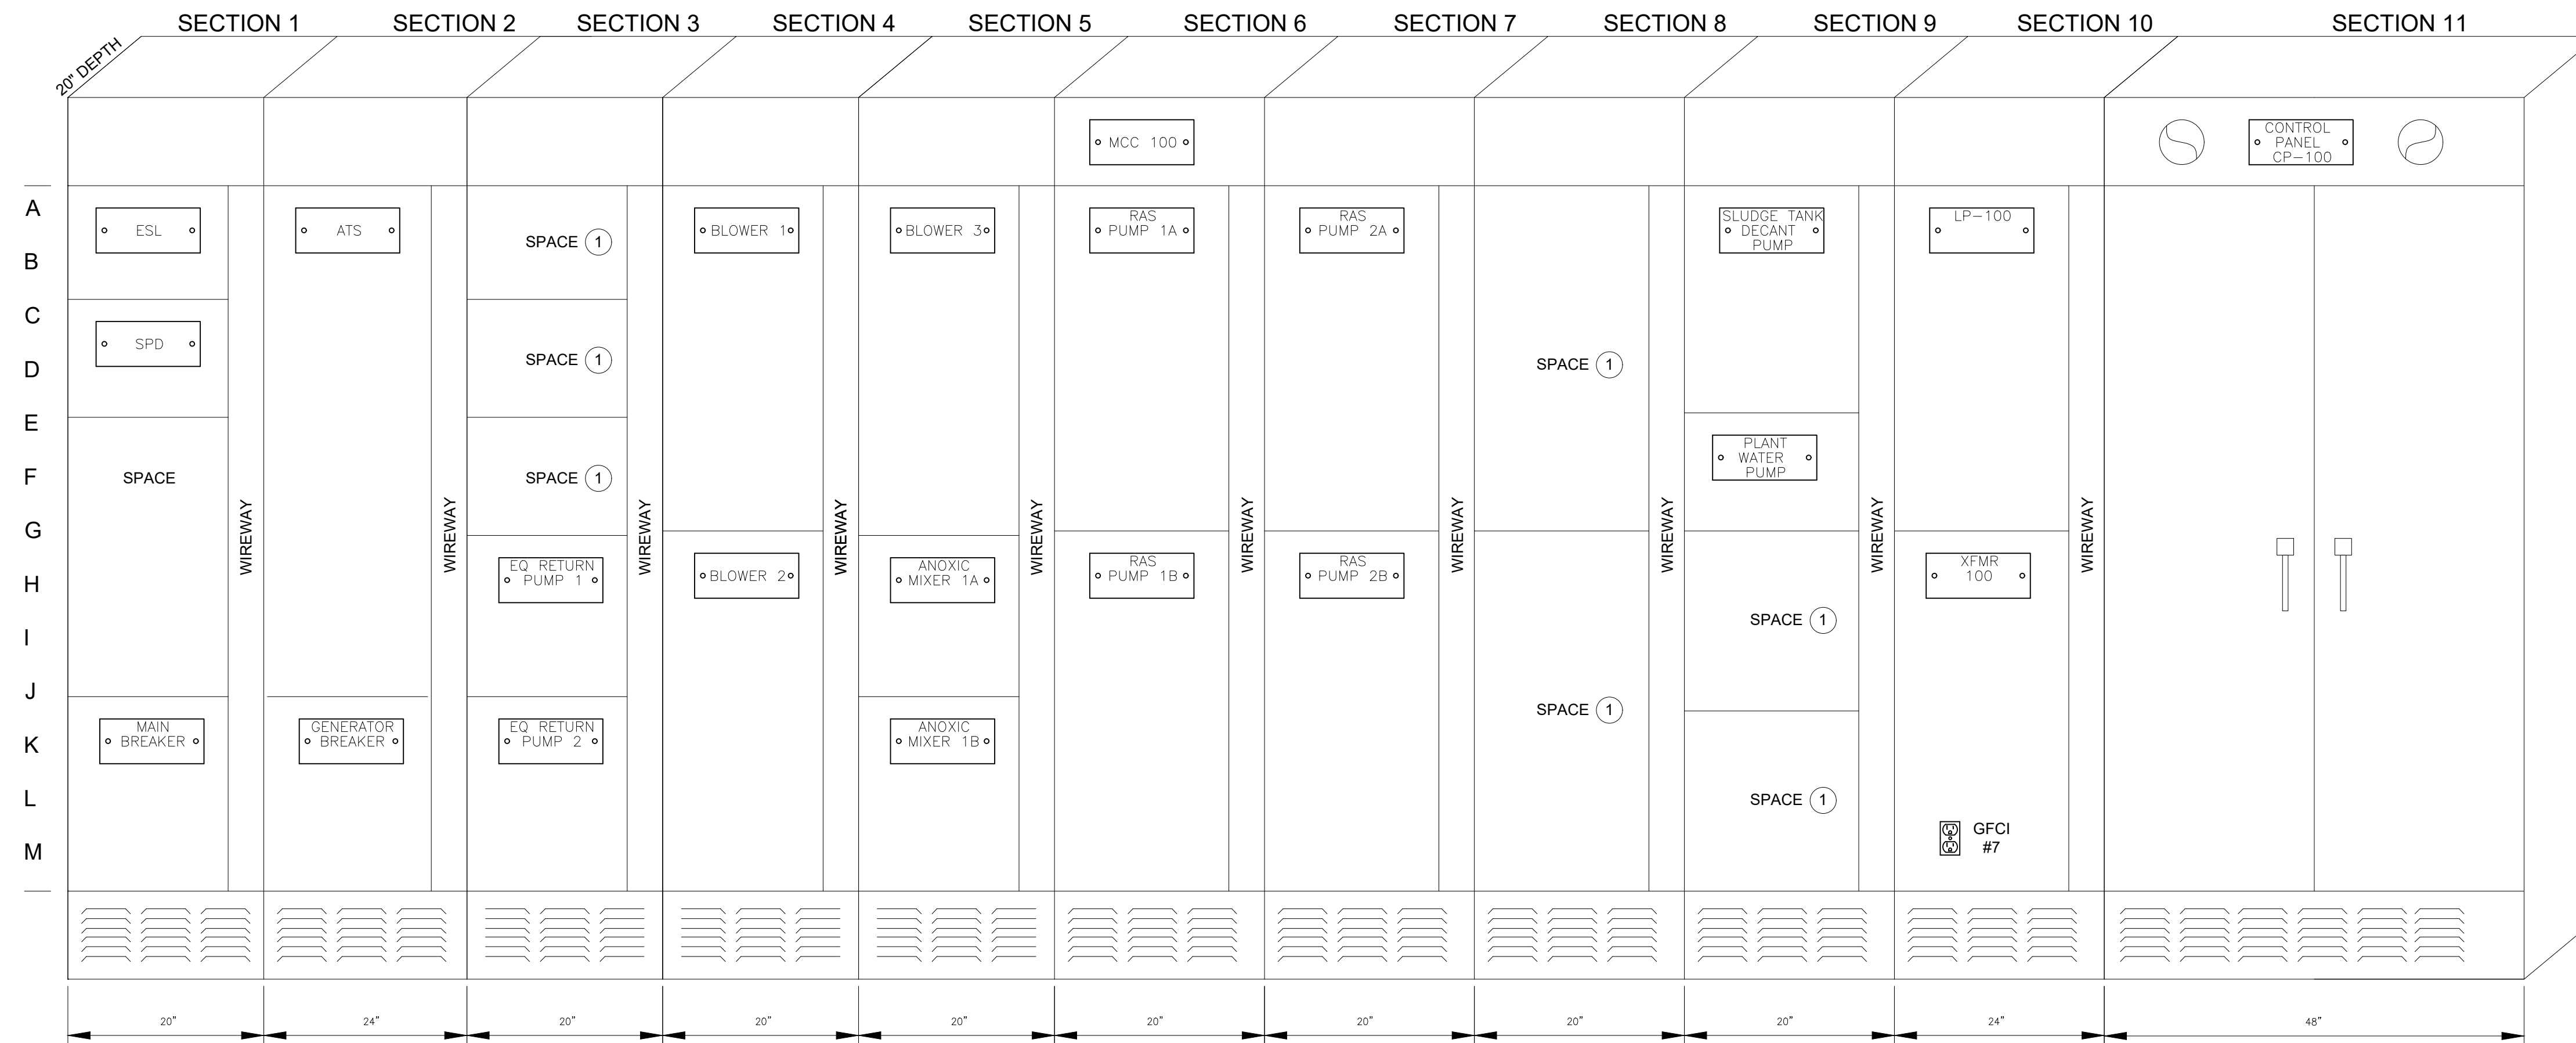 SECTION 1 SECTION 2 SECTION 3 SECTION 4 SECTION 5 SECTION 6 SECTION 7 SECTION 8 SECTION 9 SECTION 10 SECTION 11
20" DEPTH
MCC 100
CONTROL
PANEL
CP-100
A
B
C
D
E
F
G
H
I
J
K
L
M
ESL
SPD
SPACE
MAIN
BREAKER
WIREWAY
ATS
GENERATOR
BREAKER
WIREWAY
SPACE 1
SPACE 1
SPACE 1
EQ RETURN
PUMP 1
EQ RETURN
PUMP 2
WIREWAY
BLOWER 1
BLOWER 2
WIREWAY
BLOWER 3
ANOXIC
MIXER 1A
ANOXIC
MIXER 1B
WIREWAY
RAS
PUMP 1A
RAS
PUMP 1B
WIREWAY
RAS
PUMP 2A
RAS
PUMP 2B
WIREWAY
SPACE 1
SPACE 1
WIREWAY
SLUDGE TANK
DECANT
PUMP
PLANT
WATER
PUMP
SPACE 1
SPACE 1
WIREWAY
LP-100
XFMR
100
GFCI
#7
WIREWAY
20" 24" 20" 20" 20" 20" 20" 20" 20" 24" 48"